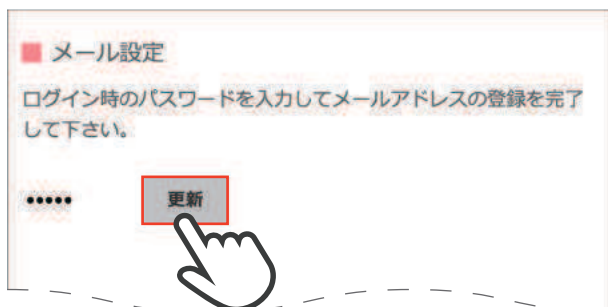 ■ メール設定
ログイン時のパスワードを入力してメールアドレスの登録を完了
して下さい。
••••• 更新